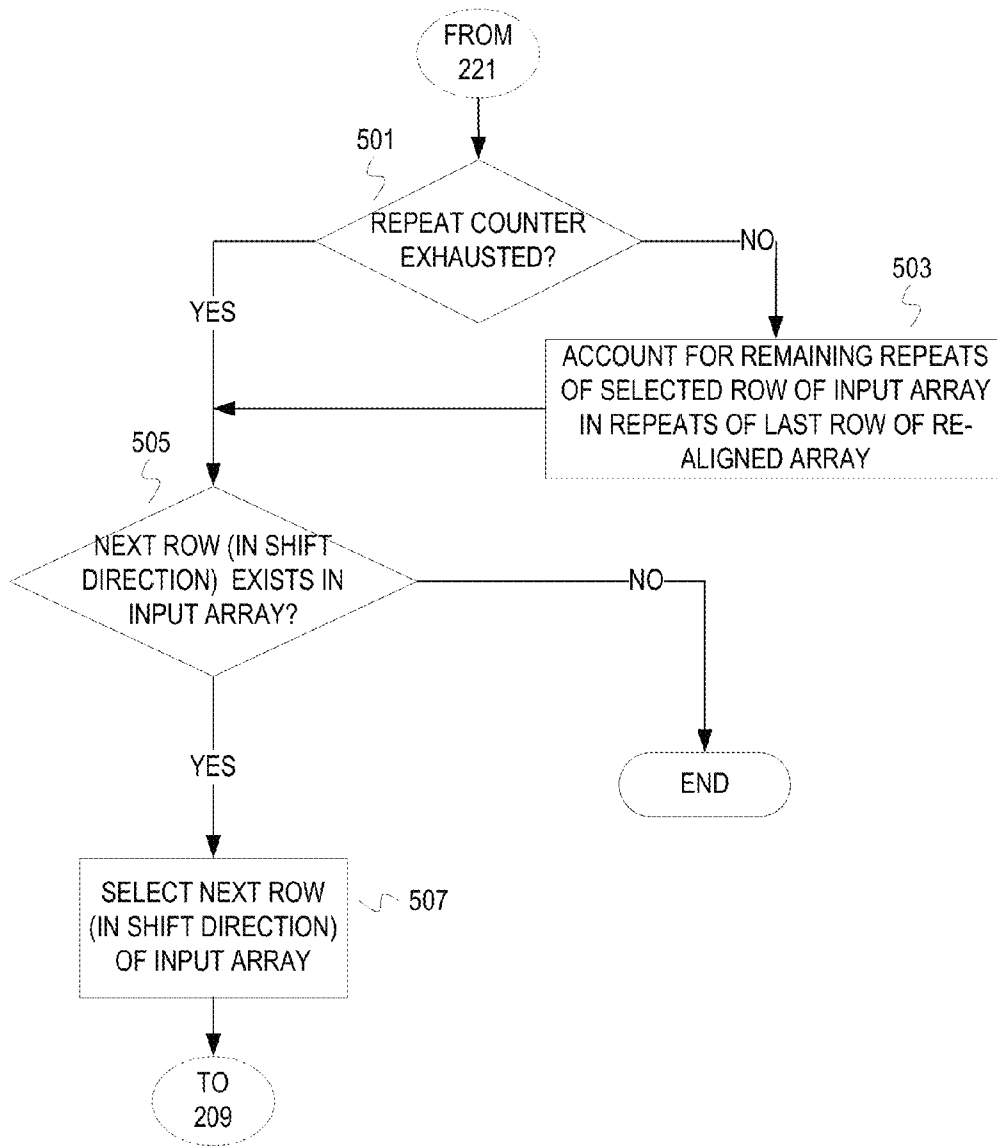 FROM
221
501
REPEAT COUNTER
EXHAUSTED?
NO
YES
503
ACCOUNT FOR REMAINING REPEATS
OF SELECTED ROW OF INPUT ARRAY
IN REPEATS OF LAST ROW OF RE-
ALIGNED ARRAY
505
NEXT ROW (IN SHIFT
DIRECTION) EXISTS IN
INPUT ARRAY?
NO
YES
END
SELECT NEXT ROW
(IN SHIFT DIRECTION)
OF INPUT ARRAY
507
TO
209